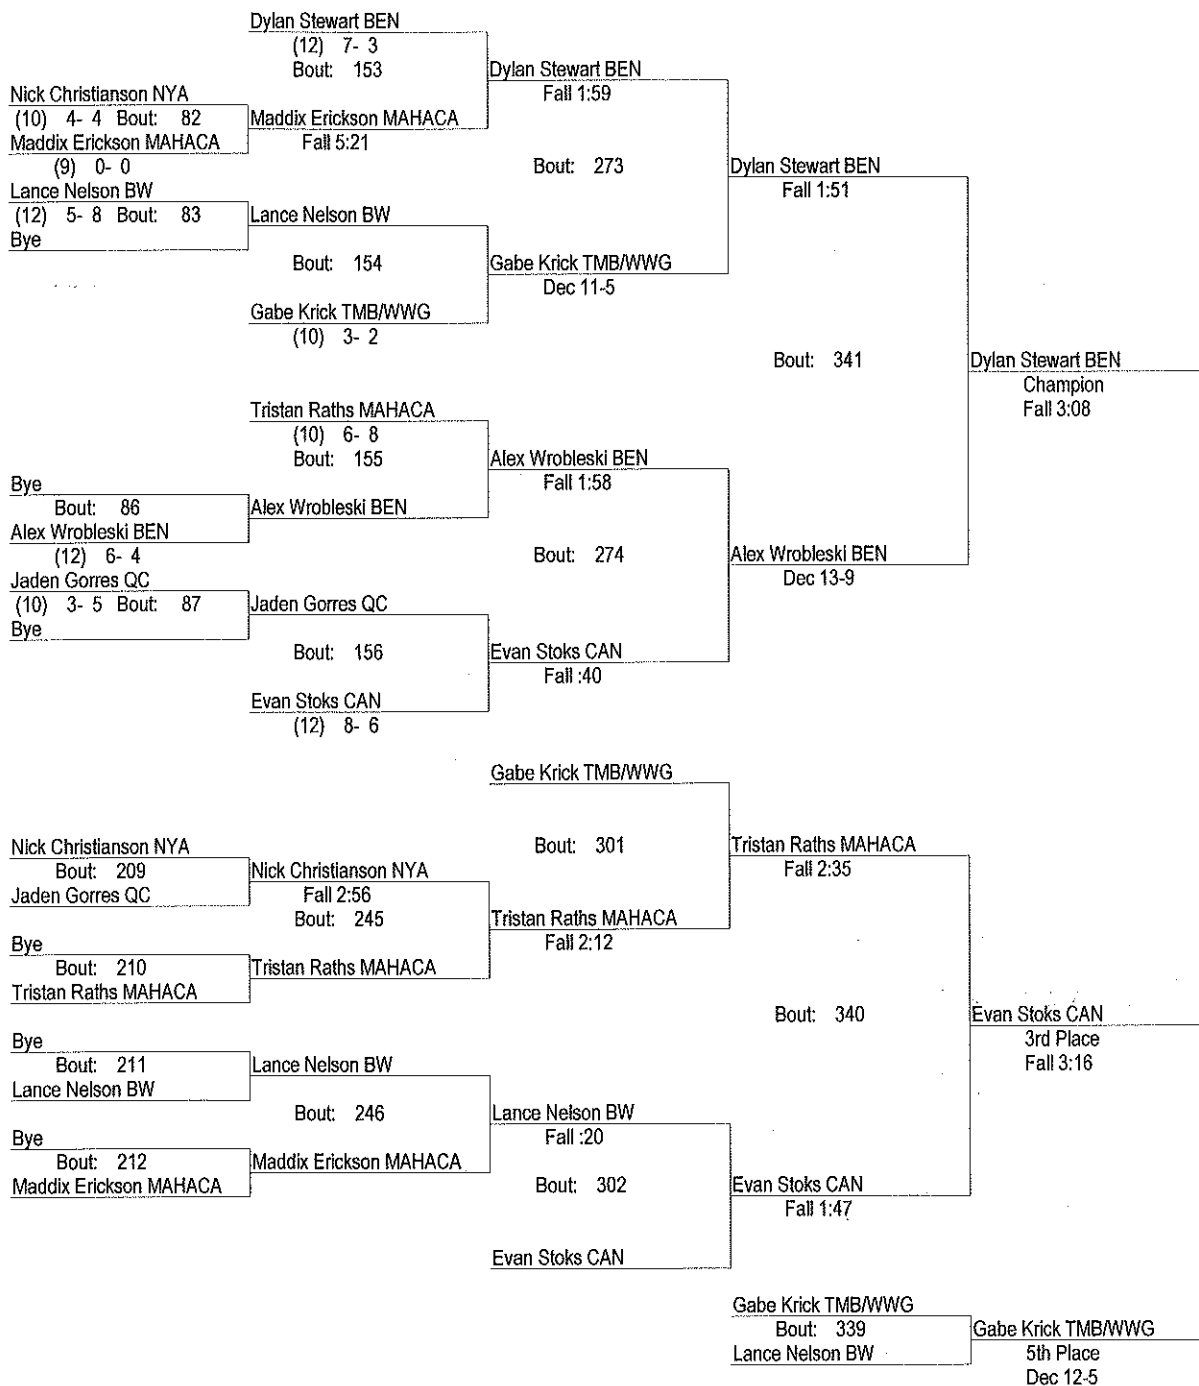 Dylan Stewart BEN
(12) 7- 3
Bout: 153
Dylan Stewart BEN
Fall 1:59
Nick Christianson NYA
(10) 4- 4 Bout: 82
Maddix Erickson MAHACA
Maddix Erickson MAHACA
Fall 5:21
(9) 0- 0
Bout: 273
Dylan Stewart BEN
Fall 1:51
Lance Nelson BW
(12) 5- 8 Bout: 83
Lance Nelson BW
Bye
Bout: 154
Gabe Krick TMB/WWG
Dec 11-5
Gabe Krick TMB/WWG
(10) 3- 2
Bout: 341
Dylan Stewart BEN
Champion
Fall 3:08
Tristan Raths MAHACA
(10) 6- 8
Bout: 155
Alex Wrobleski BEN
Fall 1:58
Bye
Bout: 86
Alex Wrobleski BEN
Alex Wrobleski BEN
(12) 6- 4
Bout: 274
Alex Wrobleski BEN
Dec 13-9
Jaden Gorres QC
(10) 3- 5 Bout: 87
Jaden Gorres QC
Bye
Bout: 156
Evan Stoks CAN
Fall :40
Evan Stoks CAN
(12) 8- 6
Gabe Krick TMB/WWG
Bout: 301
Tristan Raths MAHACA
Fall 2:35
Nick Christianson NYA
Bout: 209
Jaden Gorres QC
Nick Christianson NYA
Fall 2:56
Bout: 245
Tristan Raths MAHACA
Fall 2:12
Bye
Bout: 210
Tristan Raths MAHACA
Tristan Raths MAHACA
Bout: 340
Evan Stoks CAN
3rd Place
Fall 3:16
Bye
Bout: 211
Lance Nelson BW
Lance Nelson BW
Bout: 246
Lance Nelson BW
Fall :20
Bye
Bout: 212
Maddix Erickson MAHACA
Maddix Erickson MAHACA
Bout: 302
Evan Stoks CAN
Fall 1:47
Evan Stoks CAN
Gabe Krick TMB/WWG
Bout: 339
Lance Nelson BW
Gabe Krick TMB/WWG
5th Place
Dec 12-5